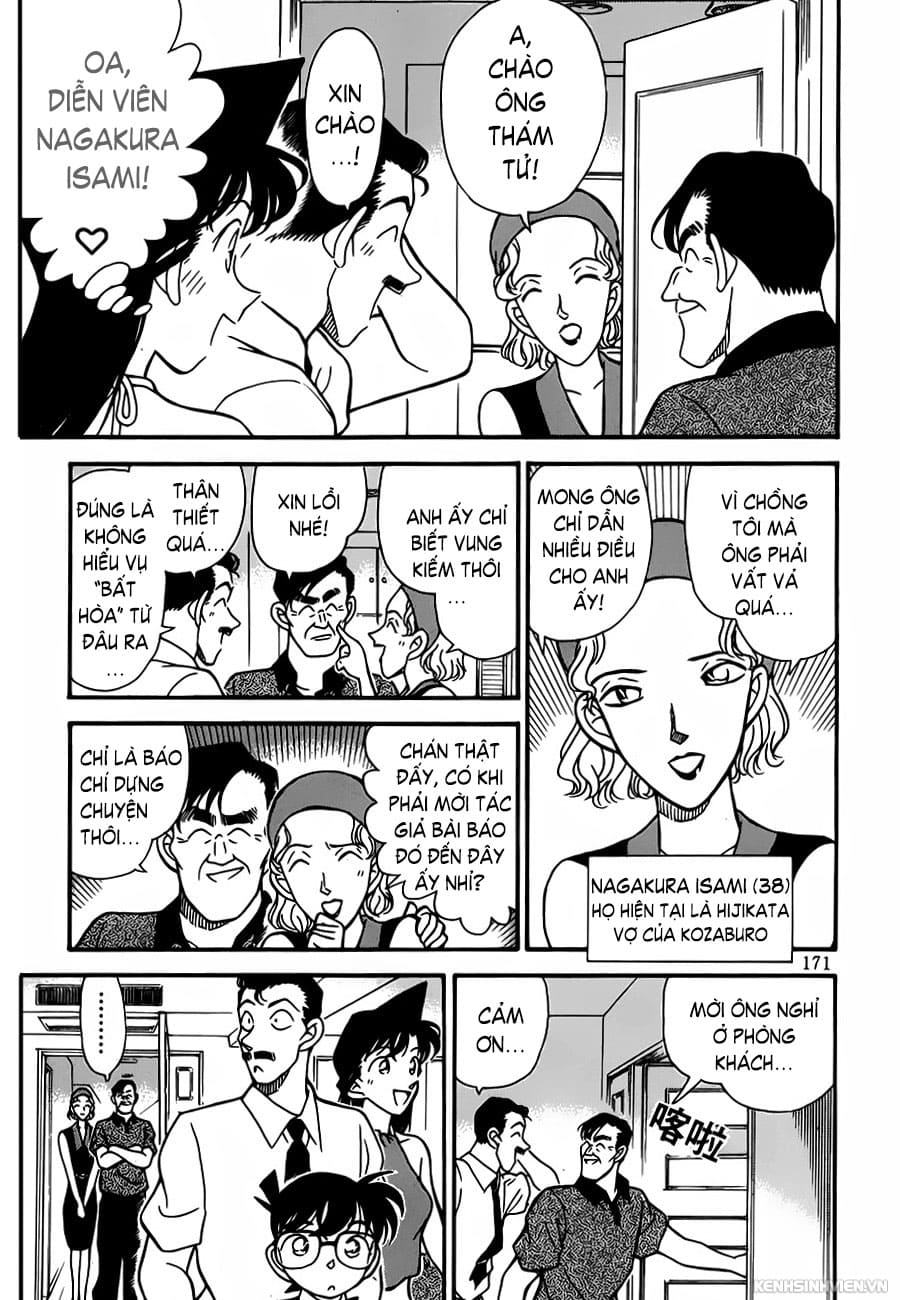 A,
CHÀO
ÔNG
THÁM
TỬ!
XIN
CHÀO
...!
OA,
DIỄN VIÊN
NAGAKURA
ISAMI!
VÌ CHỒNG
TÔI MÀ
ÔNG PHẢI
VẤT VẢ
QUÁ...
MONG ÔNG
CHỈ DẪN
NHIỀU ĐIỀU
CHO ANH
ẤY!
NAGAKURA ISAMI (38)
HỌ HIỆN TẠI LÀ HIJIKATA
VỢ CỦA KOZABURO
ANH ẤY CHỈ
BIẾT VUNG
KIẾM THÔI
...
XIN LỖI
NHÉ!
THÂN
THIẾT
QUÁ...
ĐÚNG LÀ
KHÔNG
HIỂU VỤ
"BẤT
HÒA" TỪ
ĐÂU RA
...
CHÁN THẬT
ĐẤY, CÓ KHI
PHẢI MỜI TÁC
GIẢ BÀI BÁO
ĐÓ ĐẾN ĐÂY
ẤY NHỈ?
CHỈ LÀ BÁO
CHÍ DỰNG
CHUYỆN
THÔI...
171
MỜI ÔNG NGHỈ
Ở PHÒNG
KHÁCH...
CẢM
ƠN...
喀啦
........
KENHSINHVIEN.VN